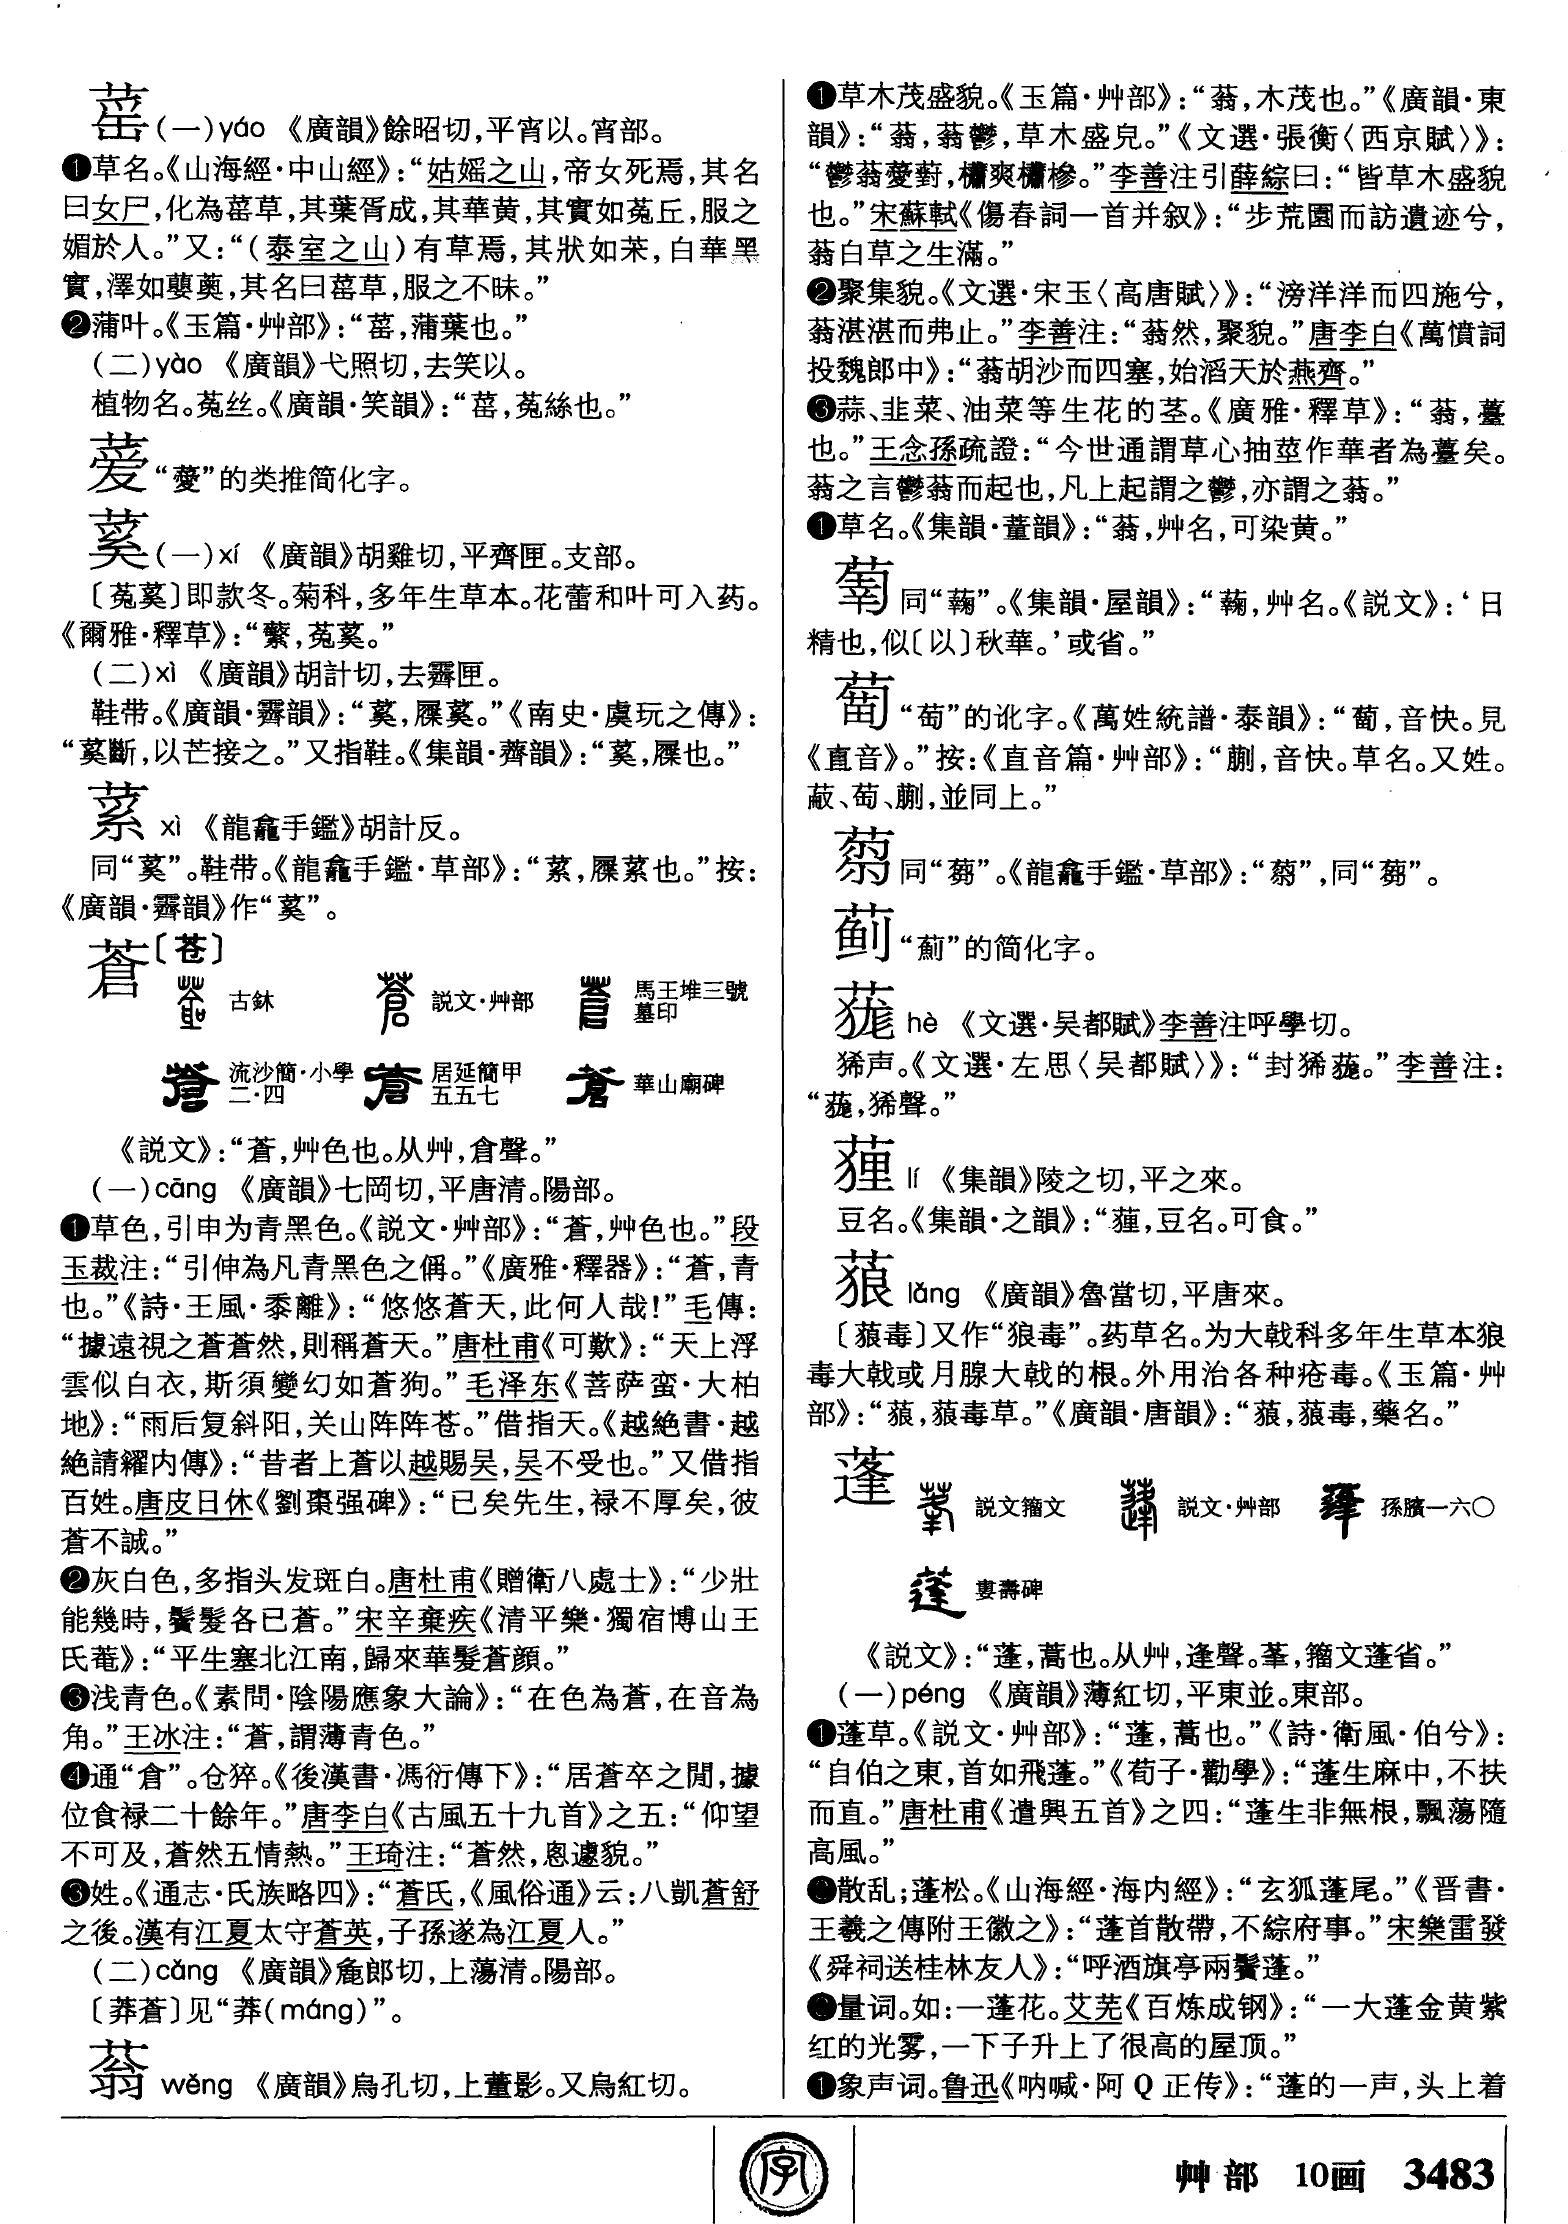 䔄(一)yáo 《廣韻》餘昭切,平宵以。宵部。
❶草名。《山海經·中山經》:“姑媱之山,帝女死焉,其名
曰女尸,化為䔄草,其葉胥成,其華黄,其實如菟丘,服之
媚於人。”又:“(泰室之山)有草焉,其狀如茮,白華黑
實,澤如蘡薁,其名曰䔄草,服之不昧。”
❷蒲叶。《玉篇·艸部》:“䔄,蒲葉也。”
(二)yào 《廣韻》弋照切,去笑以。
植物名。菟丝。《廣韻·笑韻》:“䔄,菟絲也。”
“薆”的类推简化字。
蒵(一)xí 《廣韻》胡雞切,平齊匣。支部。
〔菟蒵〕即款冬。菊科,多年生草本。花蕾和叶可入药。
《爾雅·釋草》:“虉,菟蒵。”
(二)xì 《廣韻》胡計切,去霽匣。
鞋带。《廣韻·霽韻》:“蒵,屧蒵。”《南史·虞玩之傳》:
“蒵斷,以芒接之。”又指鞋。《集韻·薺韻》:“蒵,屧也。”
xì 《龍龕手鑑》胡計反。
同“蒵”。鞋带。《龍龕手鑑·草部》:“䓇,屧䓇也。”按:
《廣韻·霽韻》作“蒵”。
蒼〔苍〕
古鉢 説文·艸部 馬王堆三號墓印
流沙簡·小學二·四 居延簡甲五五七 華山廟碑
《説文》:“蒼,艸色也。从艸,倉聲。”
(一)cāng 《廣韻》七岡切,平唐清。陽部。
❶草色,引申为青黑色。《説文·艸部》:“蒼,艸色也。”段
玉裁注:“引伸為凡青黑色之偁。”《廣雅·釋器》:“蒼,青
也。”《詩·王風·黍離》:“悠悠蒼天,此何人哉!”毛傳:
“據遠視之蒼蒼然,則稱蒼天。”唐杜甫《可歎》:“天上浮
雲似白衣,斯須變幻如蒼狗。”毛泽东《菩萨蛮·大柏
地》:“雨后复斜阳,关山阵阵苍。”借指天。《越絶書·越
絶請糴内傳》:“昔者上蒼以越賜吴,吴不受也。”又借指
百姓。唐皮日休《劉棗强碑》:“已矣先生,禄不厚矣,彼
蒼不誠。”
❷灰白色,多指头发斑白。唐杜甫《贈衛八處士》:“少壯
能幾時,鬢髮各已蒼。”宋辛棄疾《清平樂·獨宿博山王
氏菴》:“平生塞北江南,歸來華髮蒼顔。”
❸浅青色。《素問·陰陽應象大論》:“在色為蒼,在音為
角。”王冰注:“蒼,謂薄青色。”
❹通“倉”。仓猝。《後漢書·馮衍傳下》:“居蒼卒之閒,據
位食禄二十餘年。”唐李白《古風五十九首》之五:“仰望
不可及,蒼然五情熱。”王琦注:“蒼然,悤遽貌。”
❸姓。《通志·氏族略四》:“蒼氏,《風俗通》云:八凱蒼舒
之後。漢有江夏太守蒼英,子孫遂為江夏人。”
(二)cǎng 《廣韻》麁郎切,上蕩清。陽部。
〔莽蒼〕见“莽(máng)”。
蓊 wěng 《廣韻》烏孔切,上董影。又烏紅切。
❶草木茂盛貌。《玉篇·艸部》:“蓊,木茂也。”《廣韻·東
韻》:“蓊,蓊鬱,草木盛皃。”《文選·張衡〈西京賦〉》:
“鬱蓊薆薱,橚爽櫹槮。”李善注引薛綜曰:“皆草木盛貌
也。”宋蘇軾《傷春詞一首并叙》:“步荒園而訪遺迹兮,
蓊白草之生滿。”
❷聚集貌。《文選·宋玉〈高唐賦〉》:“滂洋洋而四施兮,
蓊湛湛而弗止。”李善注:“蓊然,聚貌。”唐李白《萬憤詞
投魏郎中》:“蓊胡沙而四塞,始滔天於燕齊。”
❸蒜、韭菜、油菜等生花的茎。《廣雅·釋草》:“蓊,薹
也。”王念孫疏證:“今世通謂草心抽莖作華者為薹矣。
蓊之言鬱蓊而起也,凡上起謂之鬱,亦謂之蓊。”
❶草名。《集韻·董韻》:“蓊,艸名,可染黄。”
同“蘜”。《集韻·屋韻》:“蘜,艸名。《説文》:‘日
精也,似〔以〕秋華。’或省。”
“萄”的讹字。《萬姓統譜·泰韻》:“蔔,音快。見
《直音》。”按:《直音篇·艸部》:“蒯,音快。草名。又姓。
蔽、萄、蒯,並同上。”
同“蒭”。《龍龕手鑑·草部》:“䓟”,同“蒭”。
蓟 “薊”的简化字。
hè 《文選·吴都賦》李善注呼學切。
豨声。《文選·左思〈吴都賦〉》:“封豨䓤。”李善注:
“䓤,豨聲。”
lí 《集韻》陵之切,平之來。
豆名。《集韻·之韻》:“䔣,豆名。可食。”
蒗 lǎng 《廣韻》魯當切,平唐來。
〔蒗毒〕又作“狼毒”。药草名。为大戟科多年生草本狼
毒大戟或月腺大戟的根。外用治各种疮毒。《玉篇·艸
部》:“蒗,蒗毒草。”《廣韻·唐韻》:“蒗,蒗毒,藥名。”
蓬
説文籀文 説文·艸部 孫臏一六〇
婁壽碑
《説文》:“蓬,蒿也。从艸,逢聲。莑,籀文蓬省。”
(一)péng 《廣韻》薄紅切,平東並。東部。
❶蓬草。《説文·艸部》:“蓬,蒿也。”《詩·衛風·伯兮》:
“自伯之東,首如飛蓬。”《荀子·勸學》:“蓬生麻中,不扶
而直。”唐杜甫《遣興五首》之四:“蓬生非無根,飄蕩隨
高風。”
❷散乱;蓬松。《山海經·海内經》:“玄狐蓬尾。”《晋書·
王羲之傳附王徽之》:“蓬首散帶,不綜府事。”宋樂雷發
《舜祠送桂林友人》:“呼酒旗亭兩鬢蓬。”
❷量词。如:一蓬花。艾芜《百炼成钢》:“一大蓬金黄紫
红的光雾,一下子升上了很高的屋顶。”
❶象声词。鲁迅《呐喊·阿Q正传》:“蓬的一声,头上着
字
艸部 10画 3483